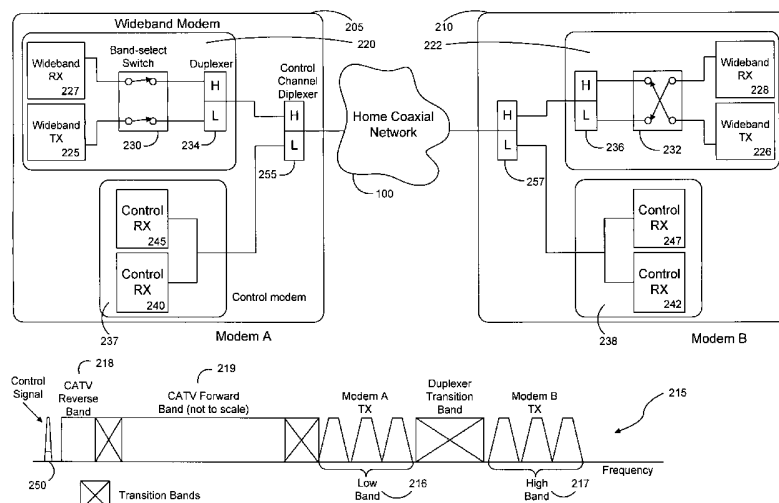 Wideband Modem
205
210
220
222
Band-select
Switch
Duplexer
Control
Channel
Diplexer
Wideband
RX
227
Wideband
TX
225
230
H
L
234
H
L
255
Home Coaxial
Network
100
H
L
257
H
L
236
232
Wideband
RX
228
Wideband
TX
226
Control
RX
245
Control
RX
240
Control modem
237
Modem A
Control
RX
247
Control
RX
242
238
Modem B
Control
Signal
218
CATV
Reverse
Band
219
CATV Forward
Band (not to scale)
Modem A
TX
Duplexer
Transition
Band
Modem B
TX
215
Frequency
250
Transition Bands
Low
Band
216
High
Band
217